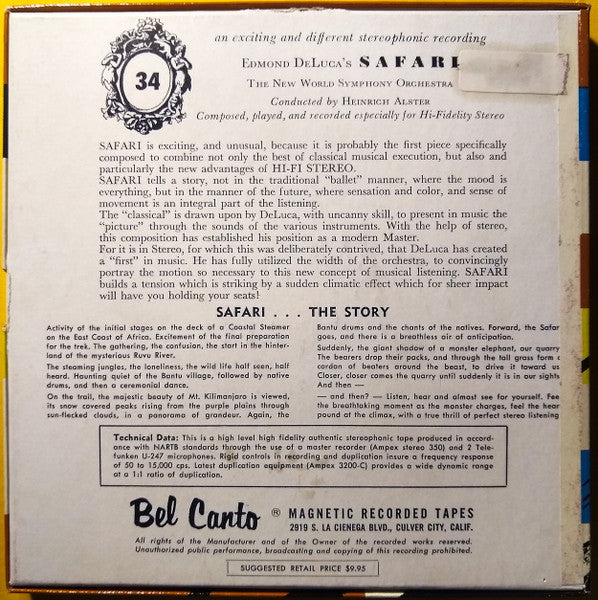 34
an exciting and different stereophonic recording
EDMOND DELUCA'S SAFARI
THE NEW WORLD SYMPHONY ORCHESTRA
Conducted by HEINRICH ALSTER
Composed, played, and recorded especially for Hi-Fidelity Stereo
SAFARI is exciting, and unusual, because it is probably the first piece specifically
composed to combine not only the best of classical musical execution, but also and
particularly the new advantages of HI-FI STEREO.
SAFARI tells a story, not in the traditional "ballet" manner, where the mood is
everything, but in the manner of the future, where sensation and color, and sense of
movement is an integral part of the listening.
The "classical" is drawn upon by DeLuca, with uncanny skill, to present in music the
"picture" through the sounds of the various instruments. With the help of stereo,
this composition has established his position as a modern Master.
For it is in Stereo, for which this was deliberately contrived, that DeLuca has created
a "first" in music. He has fully utilized the width of the orchestra, to convincingly
portray the motion so necessary to this new concept of musical listening. SAFARI
builds a tension which is striking by a sudden climatic effect which for sheer impact
will have you holding your seats!
SAFARI . . . THE STORY
Activity of the initial stages on the deck of a Coastal Steamer
on the East Coast of Africa. Excitement of the final preparation
for the trek. The gathering, the confusion, the start in the hinter-
land of the mysterious Ruvu River.
The steaming jungles, the loneliness, the wild life half seen, half
heard. Haunting quiet of the Bantu village, followed by native
drums, and then a ceremonial dance.
On the trail, the majestic beauty of Mt. Kilimanjaro is viewed,
its snow covered peaks rising from the purple plains through
sun-flecked clouds, in a panorama of grandeur. Again, the
Bantu drums and the chants of the natives. Forward, the Safar
goes, and there is a breathless air of anticipation.
Suddenly, the giant shadow of a monster elephant, our quarry
The bearers drop their packs, and through the tall grass form a
cordan of beaters around the beast, to drive it toward us
Closer, closer comes the quarry until suddenly it is in our sights
And then —
— and then? — Listen, hear and almost see for yourself. Fee
the breathtaking moment as the monster charges, feel the hear
pound at the climax, with a true thrill of perfect stereo listening
Technical Data: This is a high level high fidelity authentic stereophonic tape produced in accord-
ance with NARTB standards through the use of a master recorder (Ampex stereo 350) and 2 Tele-
funken U-247 microphones. Rigid controls in recording and duplication insure a frequency response
of 50 to 15,000 cps. Latest duplication equipment (Ampex 3200-C) provides a wide dynamic range
at a 1:1 ratio of duplication.
Bel Canto ® MAGNETIC RECORDED TAPES
2919 S. LA CIENEGA BLVD., CULVER CITY, CALIF.
All rights of the Manufacturer and of the Owner of the recorded works reserved.
Unauthorized public performance, broadcasting and copying of this recording prohibited.
SUGGESTED RETAIL PRICE $9.95